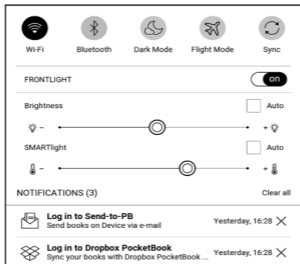 Wi-Fi Bluetooth Dark Mode Flight Mode Sync
FRONTLIGHT on
Brightness Auto
- +
SMARTlight Auto
- +
NOTIFICATIONS (3) Clear all
Log in to Send-to-PB
Send books on Device via e-mail Yesterday, 16:28
Log in to Dropbox PocketBook
Sync your books with Dropbox PocketBook ... Yesterday, 16:28